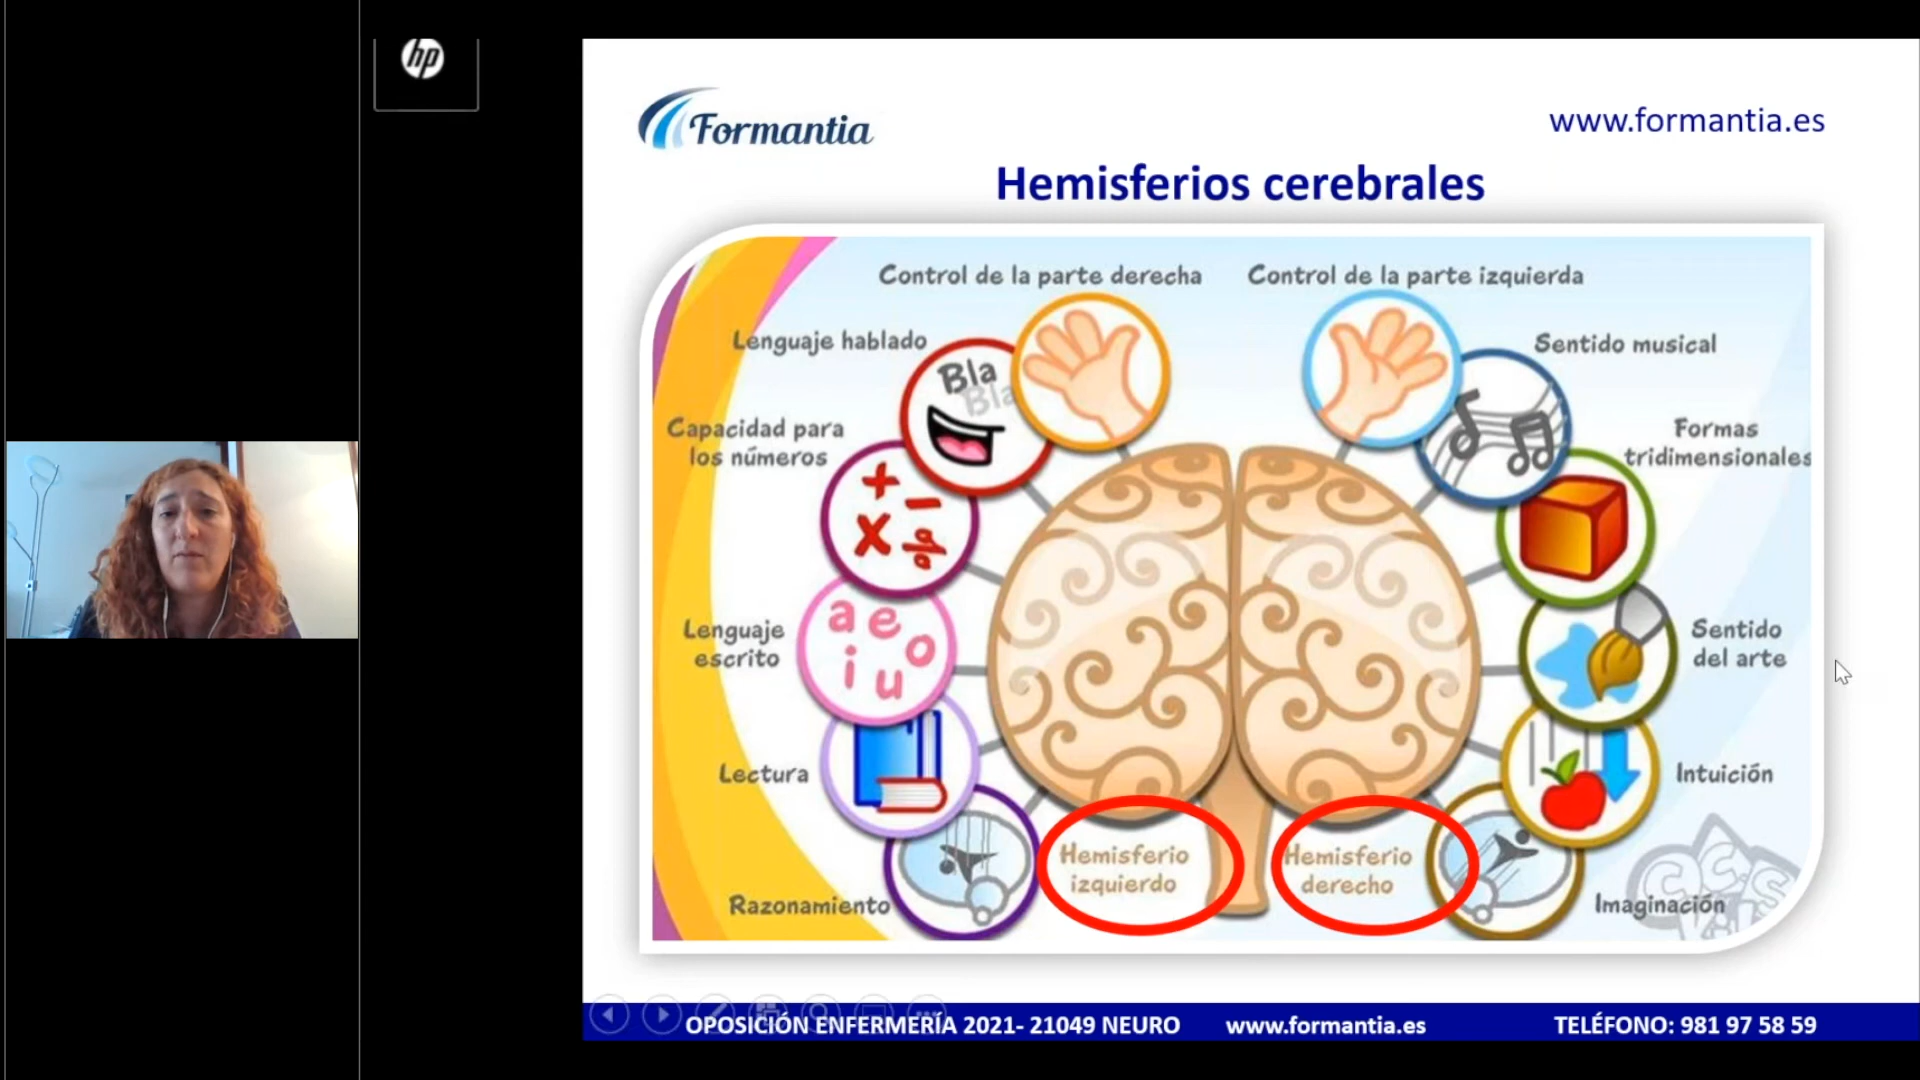 hp
Formantia
www.formantia.es
Hemisferios cerebrales
Control de la parte derecha
Control de la parte izquierda
Lenguaje hablado
Sentido musical
Bla
Bla
Capacidad para
los números
Formas
tridimensionales
+ -
x ÷
a e
i o
u
Lenguaje
escrito
Sentido
del arte
Lectura
Intuición
Hemisferio
izquierdo
Hemisferio
derecho
Razonamiento
Imaginación
OPOSICIÓN ENFERMERÍA 2021- 21049 NEURO
www.formantia.es
TELÉFONO: 981 97 58 59